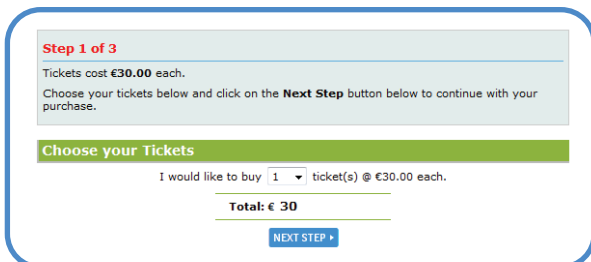 Step 1 of 3
Tickets cost €30.00 each.
Choose your tickets below and click on the Next Step button below to continue with your
purchase.
Choose your Tickets
I would like to buy 1 ticket(s) @ €30.00 each.
Total: € 30
NEXT STEP